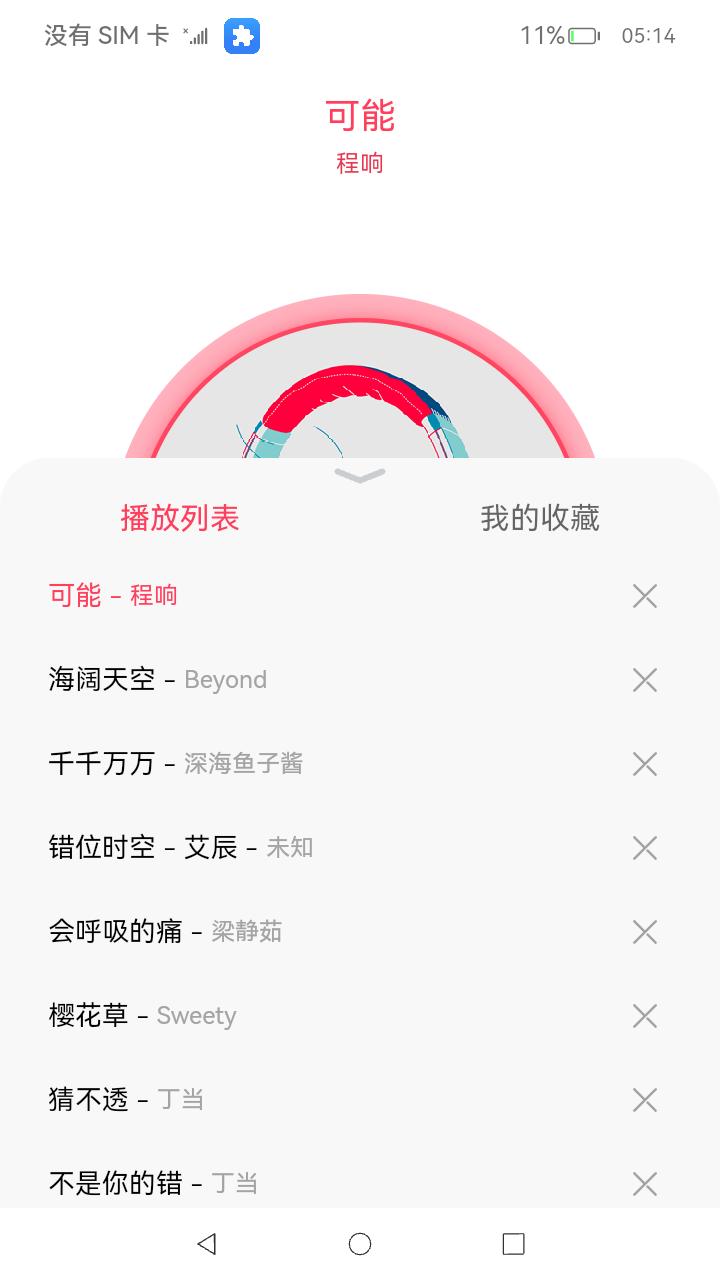 没有 SIM 卡 11% 05:14
可能
程响
播放列表 我的收藏
可能 - 程响
海阔天空 - Beyond
千千万万 - 深海鱼子酱
错位时空 - 艾辰 - 未知
会呼吸的痛 - 梁静茹
樱花草 - Sweety
猜不透 - 丁当
不是你的错 - 丁当